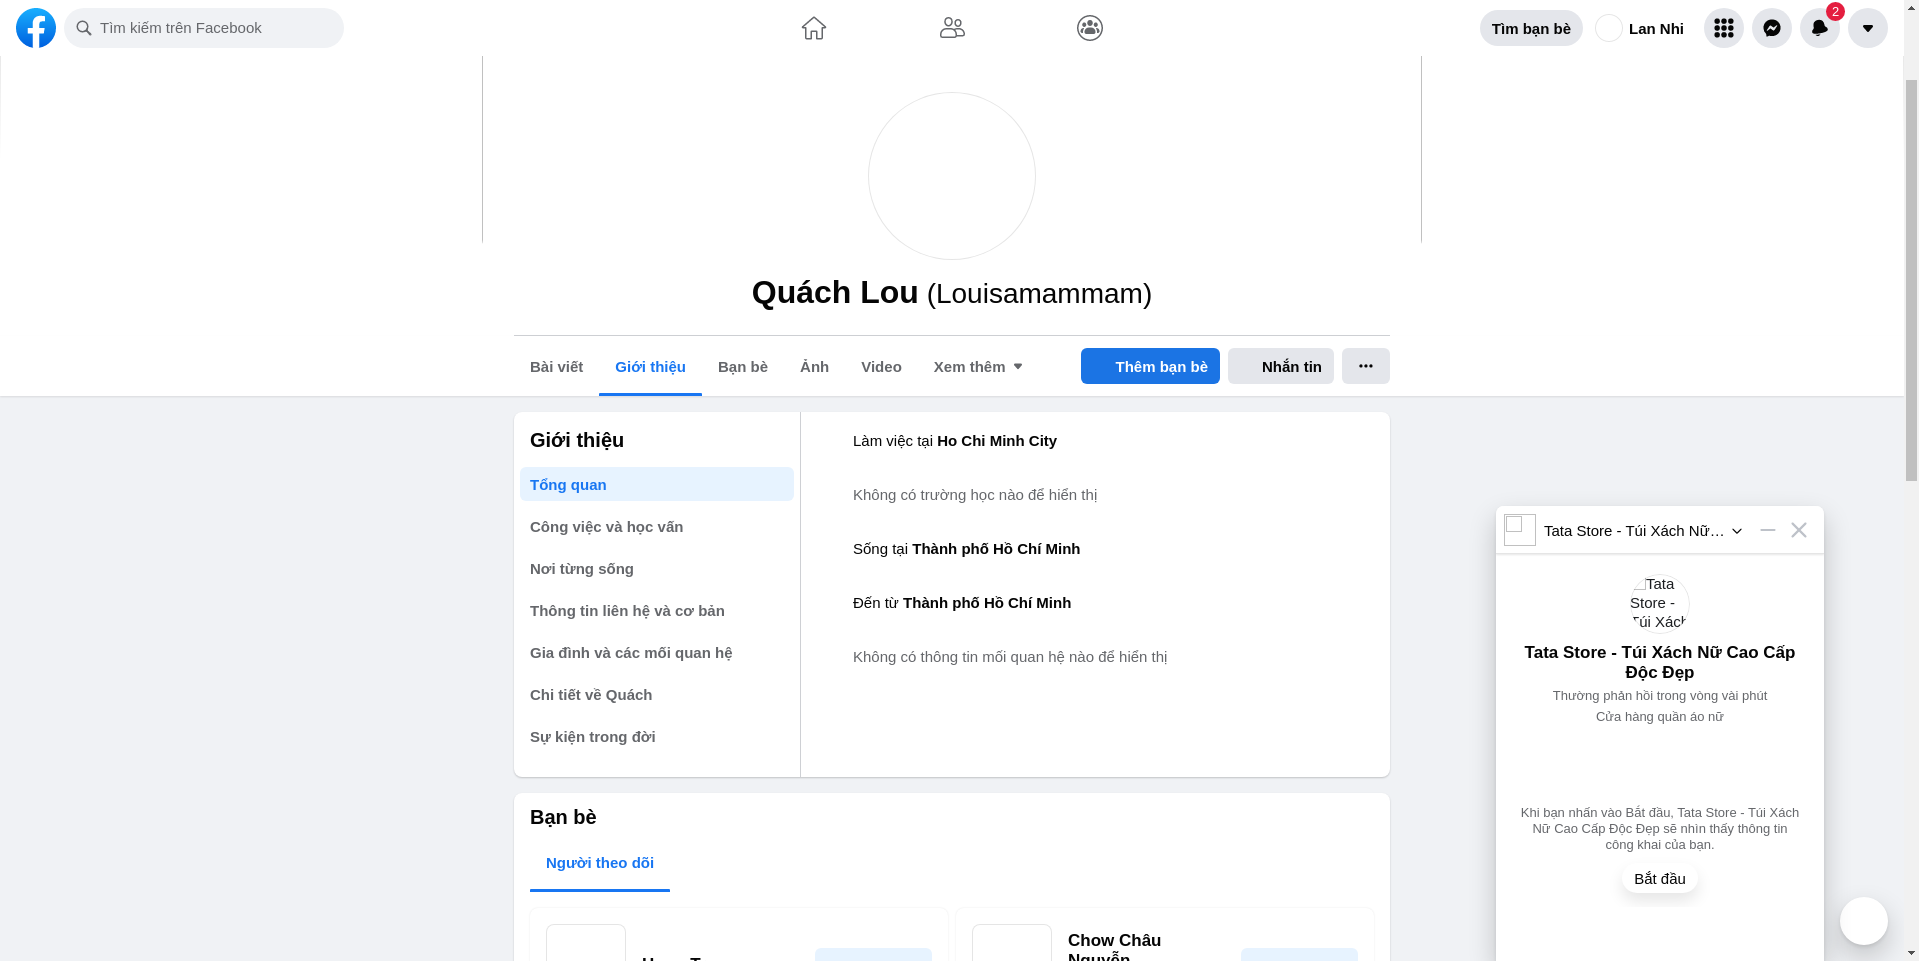 Tìm kiếm trên Facebook
Tìm bạn bè
Lan Nhi
2
Quách Lou (Louisamammam)
Bài viết
Giới thiệu
Bạn bè
Ảnh
Video
Xem thêm
Thêm bạn bè
Nhắn tin
Giới thiệu
Tổng quan
Công việc và học vấn
Nơi từng sống
Thông tin liên hệ và cơ bản
Gia đình và các mối quan hệ
Chi tiết về Quách
Sự kiện trong đời
Làm việc tại Ho Chi Minh City
Không có trường học nào để hiển thị
Sống tại Thành phố Hồ Chí Minh
Đến từ Thành phố Hồ Chí Minh
Không có thông tin mối quan hệ nào để hiển thị
Bạn bè
Người theo dõi
Chow Châu
Nguyễn
Tata Store - Túi Xách Nữ...
Tata
Store -
Túi Xách
Tata Store - Túi Xách Nữ Cao Cấp
Độc Đẹp
Thường phản hồi trong vòng vài phút
Cửa hàng quần áo nữ
Khi bạn nhấn vào Bắt đầu, Tata Store - Túi Xách
Nữ Cao Cấp Độc Đẹp sẽ nhìn thấy thông tin
công khai của bạn.
Bắt đầu